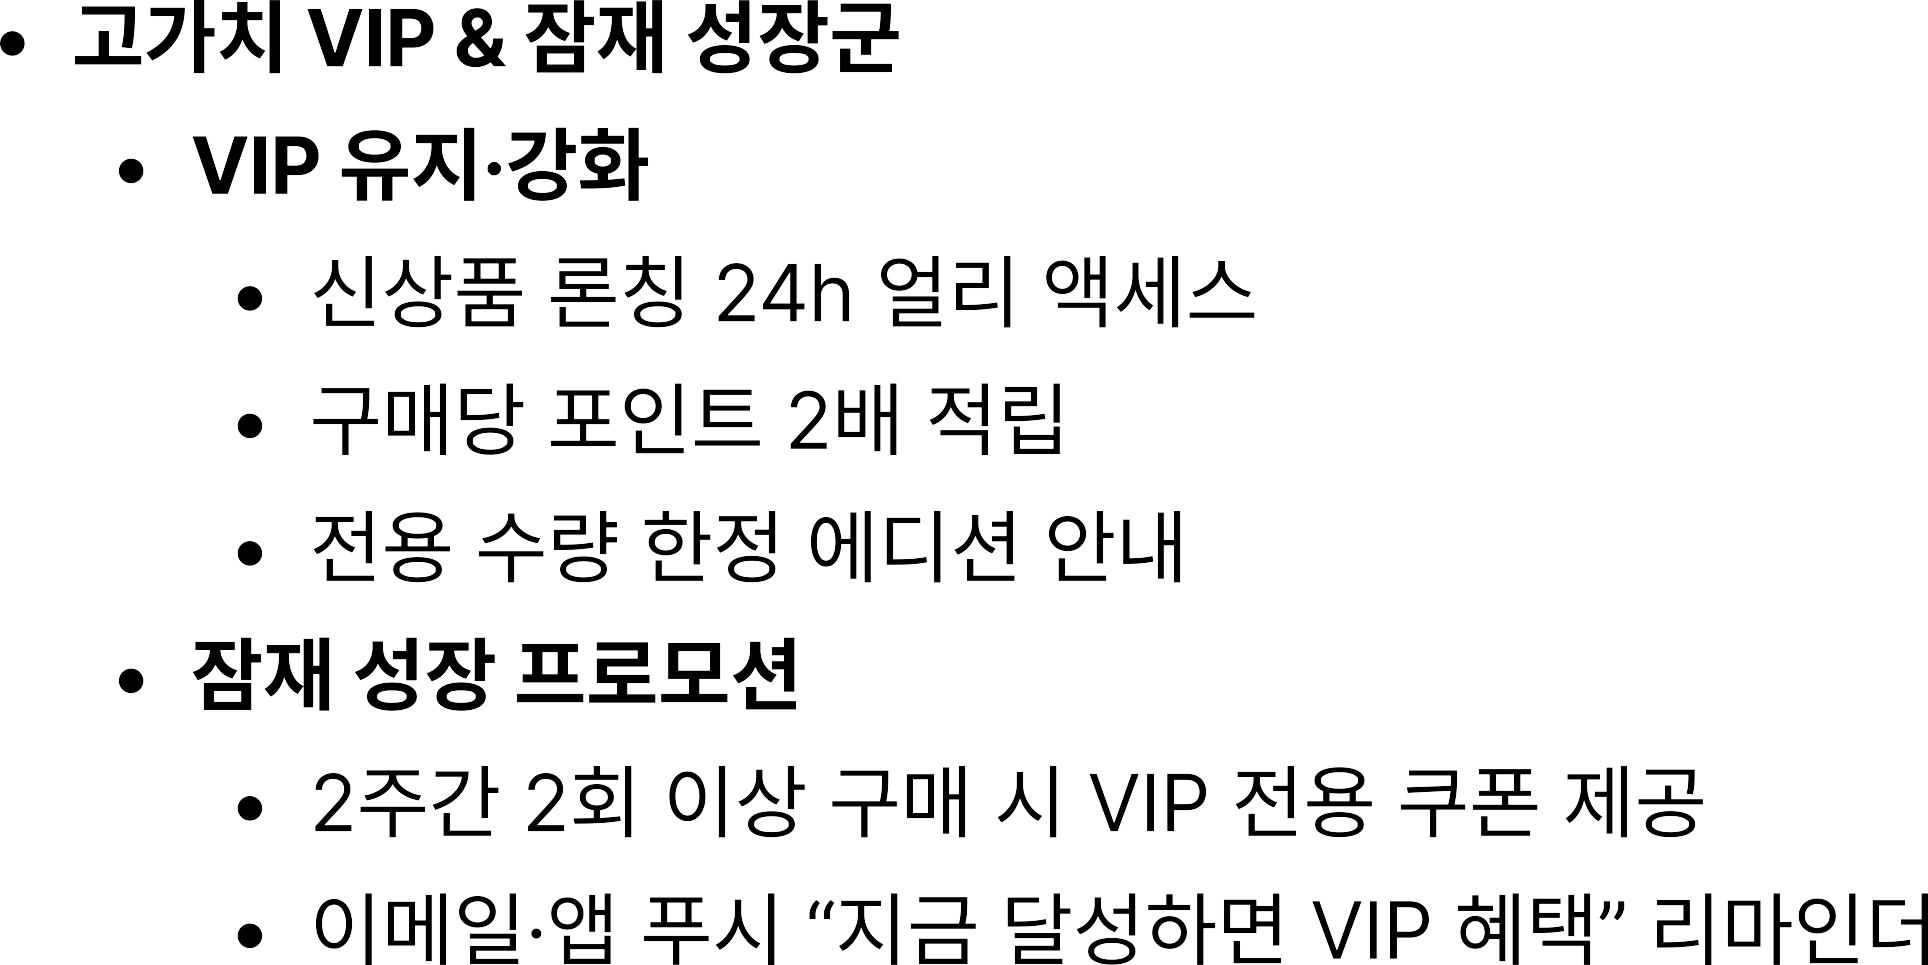 • 고가치 VIP & 잠재 성장군
• VIP 유지·강화
• 신상품 론칭 24h 얼리 액세스
• 구매당 포인트 2배 적립
• 전용 수량 한정 에디션 안내
• 잠재 성장 프로모션
• 2주간 2회 이상 구매 시 VIP 전용 쿠폰 제공
• 이메일·앱 푸시 “지금 달성하면 VIP 혜택” 리마인더